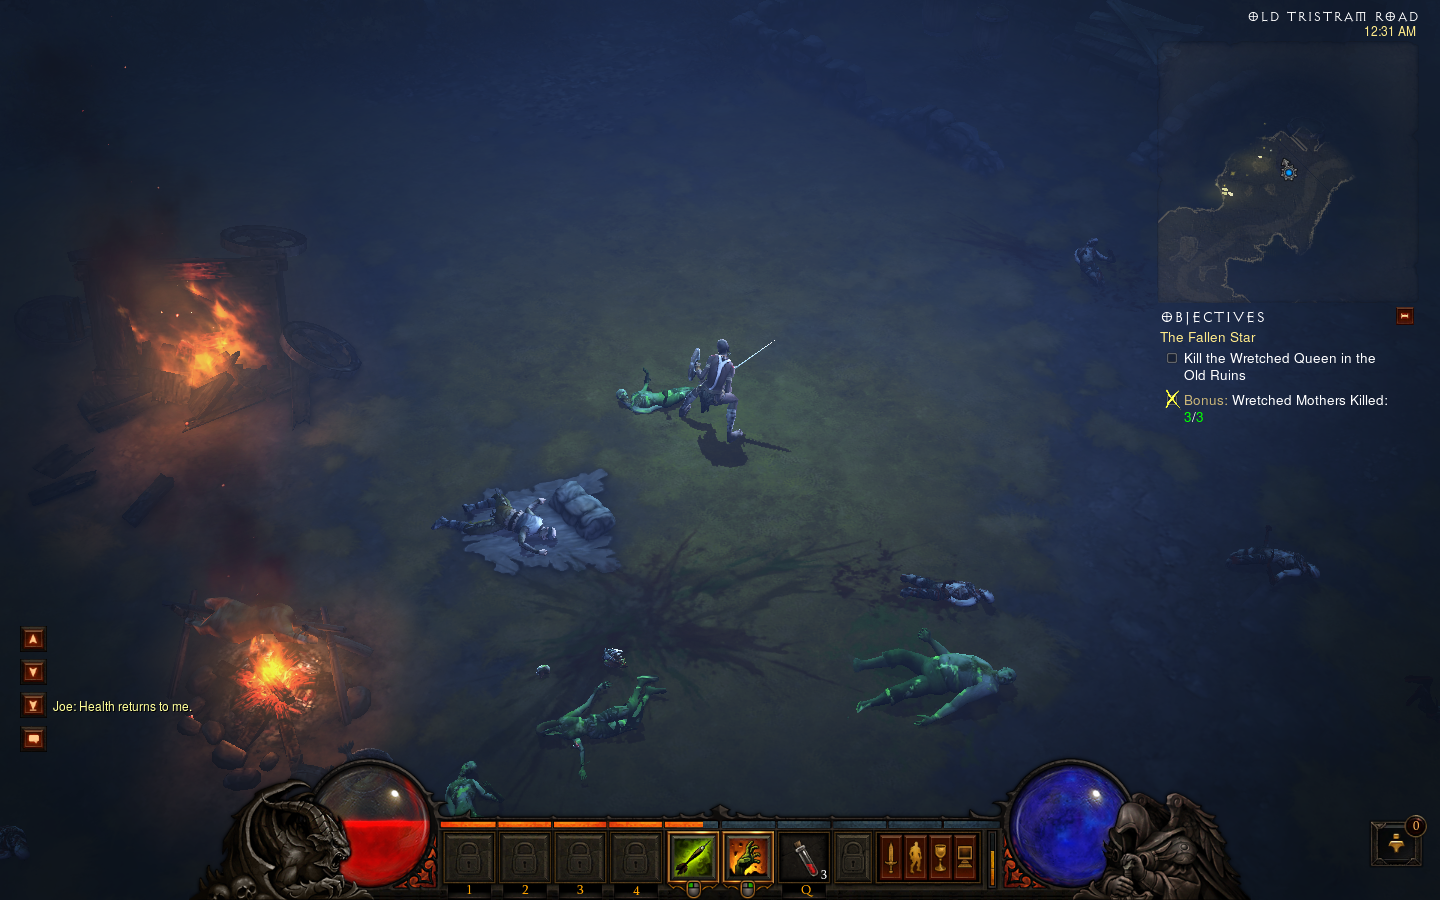 OLD TRISTRAM ROAD
12:31 AM
OBJECTIVES
The Fallen Star
Kill the Wretched Queen in the
Old Ruins
Bonus: Wretched Mothers Killed:
3/3
Joe: Health returns to me.
0
3
1 2 3 4 Q